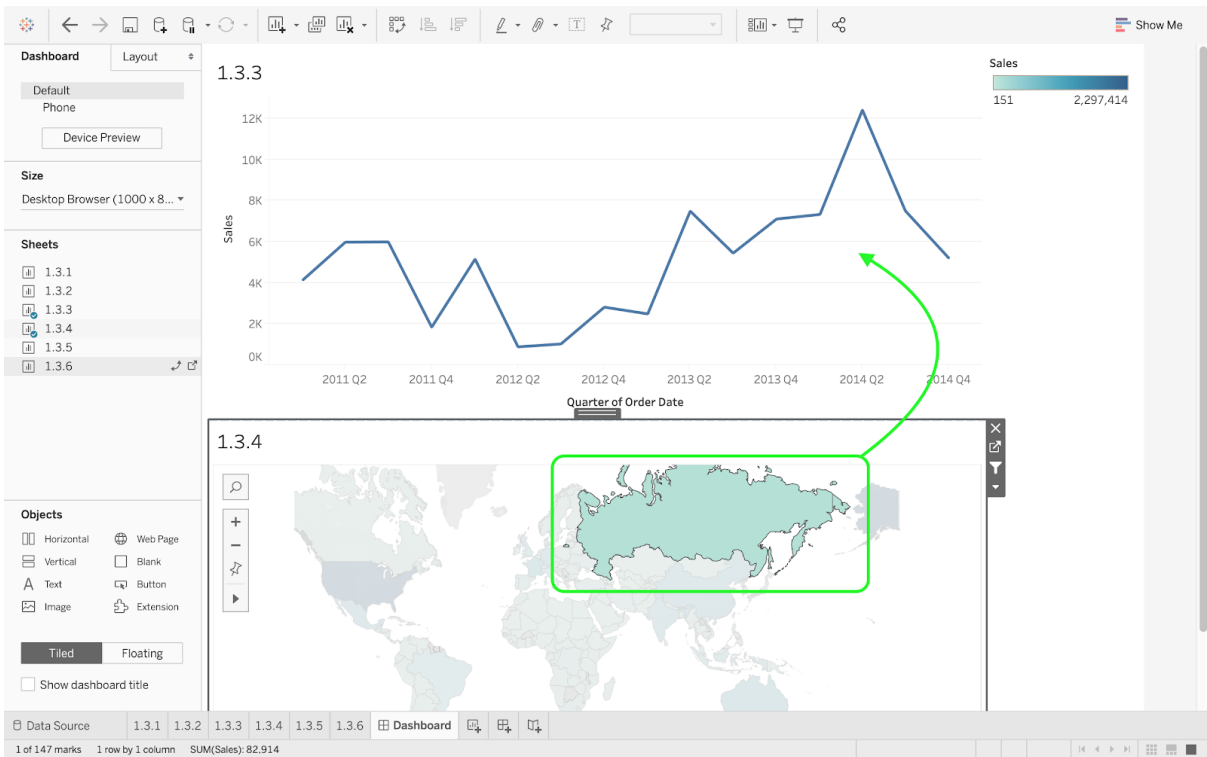 Show Me
Dashboard
Layout
Default
Phone
Device Preview
Size
Desktop Browser (1000 x 8...
Sheets
1.3.1
1.3.2
1.3.3
1.3.4
1.3.5
1.3.6
Objects
Horizontal Web Page
Vertical Blank
Text Button
Image Extension
Tiled Floating
Show dashboard title
1.3.3
12K
10K
8K
6K
4K
2K
0K
Sales
2011 Q2 2011 Q4 2012 Q2 2012 Q4 2013 Q2 2013 Q4 2014 Q2 2014 Q4
Quarter of Order Date
Sales
151 2,297,414
1.3.4
Data Source 1.3.1 1.3.2 1.3.3 1.3.4 1.3.5 1.3.6 Dashboard
1 of 147 marks 1 row by 1 column SUM(Sales): 82,914